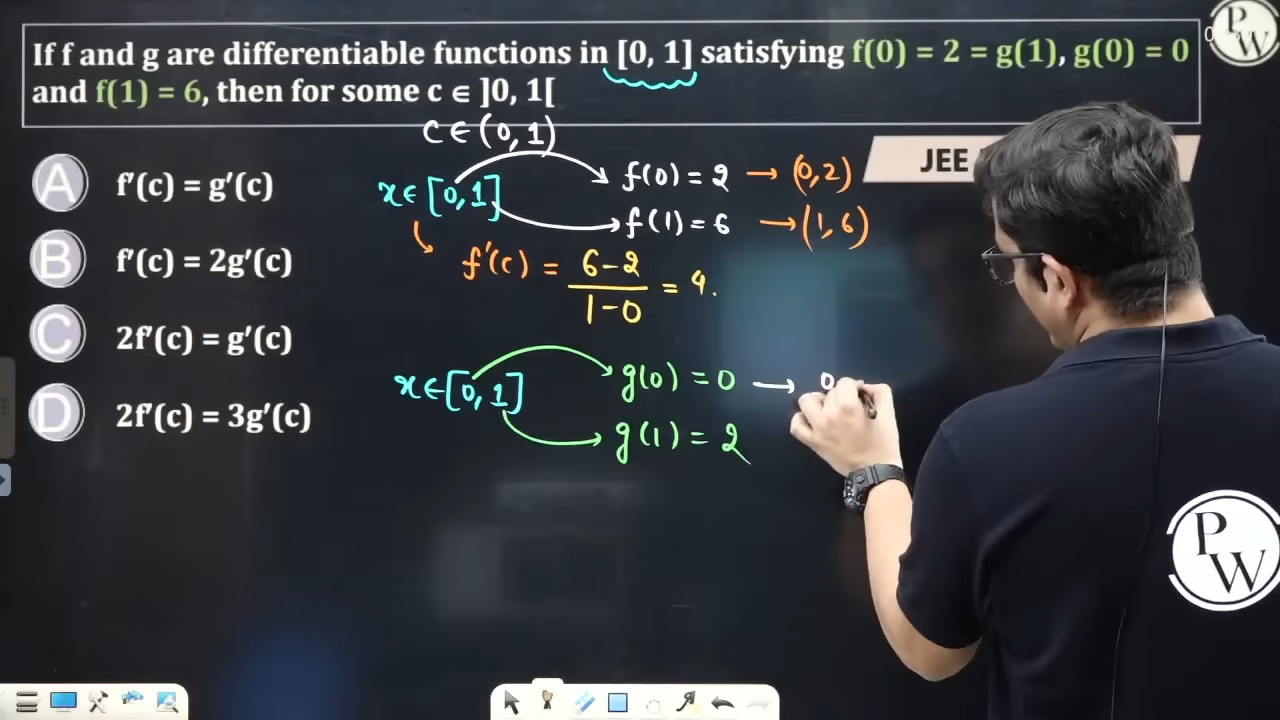 If f and g are differentiable functions in [0, 1] satisfying f(0) = 2 = g(1), g(0) = 0
and f(1) = 6, then for some c ∈ ]0, 1[
C ∈ (0, 1)
JEE
A f′(c) = g′(c)
B f′(c) = 2g′(c)
C 2f′(c) = g′(c)
D 2f′(c) = 3g′(c)
x ∈ [0, 1]
f(0) = 2 → (0, 2)
f(1) = 6 → (1, 6)
f'(c) = 6-2 / 1-0 = 4.
x ∈ [0, 1]
g(0) = 0 → 0
g(1) = 2
PW
PW